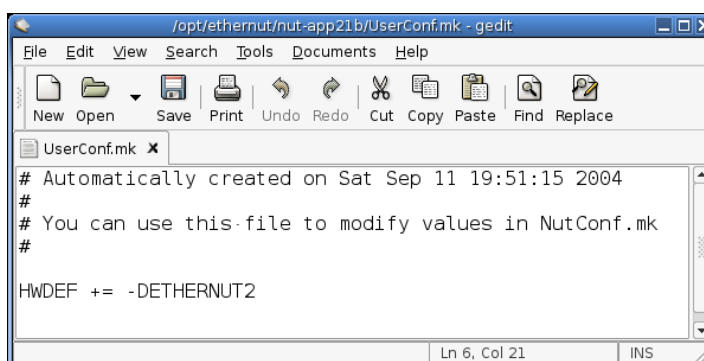 /opt/ethernut/nut-app21b/UserConf.mk - gedit
File Edit View Search Tools Documents Help
New Open Save Print Undo Redo Cut Copy Paste Find Replace
UserConf.mk
# Automatically created on Sat Sep 11 19:51:15 2004
#
# You can use this file to modify values in NutConf.mk
#
HWDEF += -DETHERNUT2
Ln 6, Col 21 INS